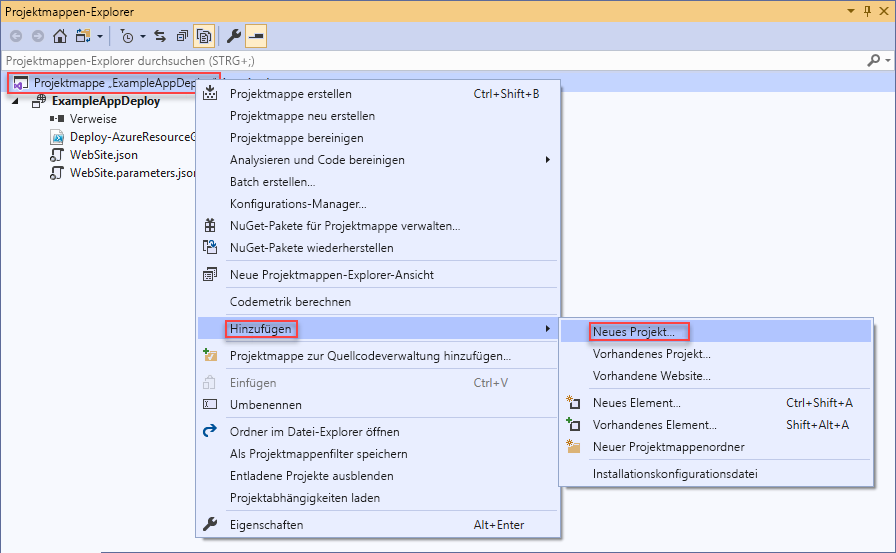 Projektmappen-Explorer
Projektmappen-Explorer durchsuchen (STRG+;)
Projektmappe „ExampleAppDeploy
ExampleAppDeploy
Verweise
Deploy-AzureResourceG
WebSite.json
WebSite.parameters.json
Projektmappe erstellen Ctrl+Shift+B
Projektmappe neu erstellen
Projektmappe bereinigen
Analysieren und Code bereinigen
Batch erstellen...
Konfigurations-Manager...
NuGet-Pakete für Projektmappe verwalten...
NuGet-Pakete wiederherstellen
Neue Projektmappen-Explorer-Ansicht
Codemetrik berechnen
Hinzufügen
Projektmappe zur Quellcodeverwaltung hinzufügen...
Einfügen Ctrl+V
Umbenennen
Ordner im Datei-Explorer öffnen
Als Projektmappenfilter speichern
Entladene Projekte ausblenden
Projektabhängigkeiten laden
Eigenschaften Alt+Enter
Neues Projekt...
Vorhandenes Projekt...
Vorhandene Website...
Neues Element... Ctrl+Shift+A
Vorhandenes Element... Shift+Alt+A
Neuer Projektmappenordner
Installationskonfigurationsdatei